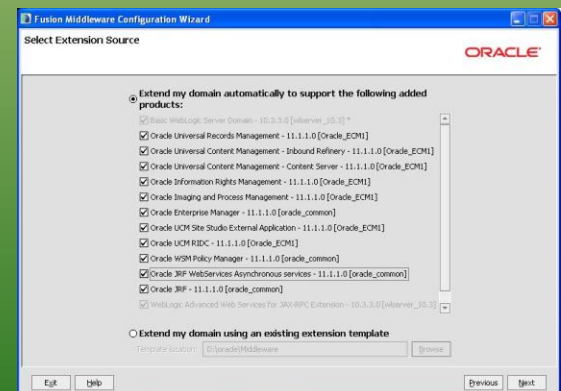 Fusion Middleware Configuration Wizard
Select Extension Source
ORACLE
Extend my domain automatically to support the following added
products:
Basic WebLogic Server Domain - 10.3.3.0 [wlserver_10.3] *
Oracle Universal Records Management - 11.1.1.0 [Oracle_ECM1]
Oracle Universal Content Management - Inbound Refinery - 11.1.1.0 [Oracle_ECM1]
Oracle Universal Content Management - Content Server - 11.1.1.0 [Oracle_ECM1]
Oracle Information Rights Management - 11.1.1.0 [Oracle_ECM1]
Oracle Imaging and Process Management - 11.1.1.0 [Oracle_ECM1]
Oracle Enterprise Manager - 11.1.1.0 [oracle_common]
Oracle UCM Site Studio External Application - 11.1.1.0 [Oracle_ECM1]
Oracle UCM RIDC - 11.1.1.0 [Oracle_ECM1]
Oracle WSM Policy Manager - 11.1.1.0 [oracle_common]
Oracle JRF WebServices Asynchronous services - 11.1.1.0 [oracle_common]
Oracle JRF - 11.1.1.0 [oracle_common]
WebLogic Advanced Web Services for JAX-RPC Extension - 10.3.3.0 [wlserver_10.3]
Extend my domain using an existing extension template
Template location: D:\oracle\Middleware Browse
Exit Help Previous Next